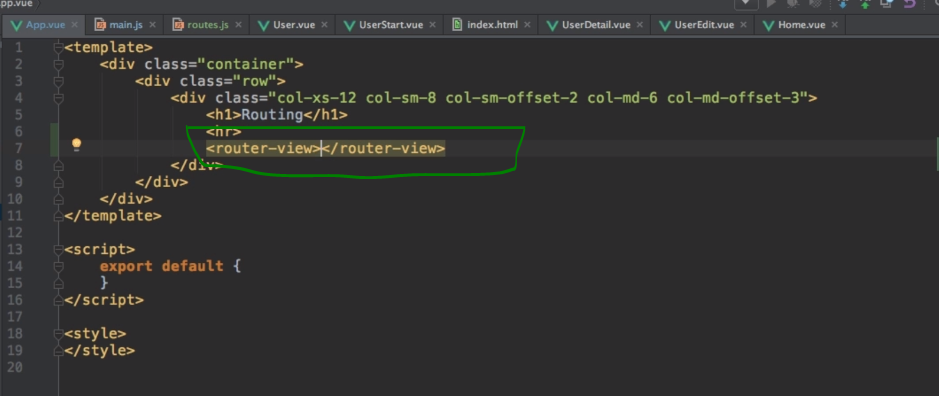 pp.vue
App.vue × main.js × routes.js × User.vue × UserStart.vue × index.html × UserDetail.vue × UserEdit.vue × Home.vue ×
1 <template>
2 <div class="container">
3 <div class="row">
4 <div class="col-xs-12 col-sm-8 col-sm-offset-2 col-md-6 col-md-offset-3">
5 <h1>Routing</h1>
6 <hr>
7 <router-view></router-view>
8 </div>
9 </div>
10 </div>
11 </template>
12
13 <script>
14 export default {
15 }
16 </script>
17
18 <style>
19 </style>
20